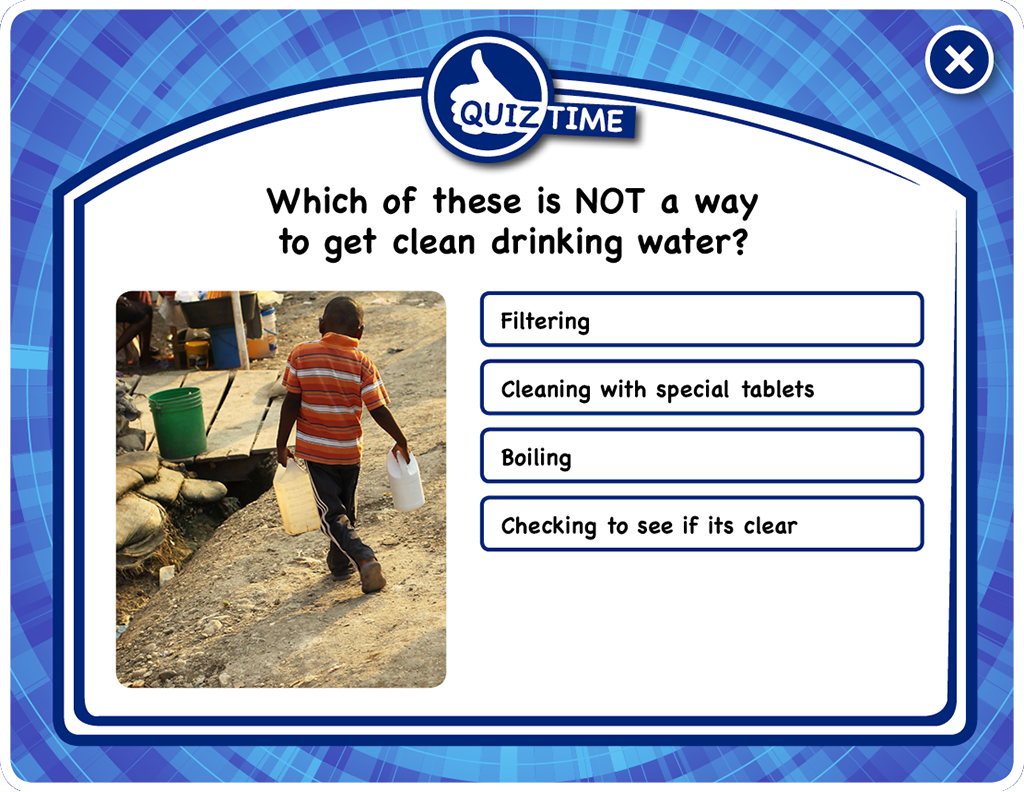 QUIZ TIME
Which of these is NOT a way
to get clean drinking water?
Filtering
Cleaning with special tablets
Boiling
Checking to see if its clear